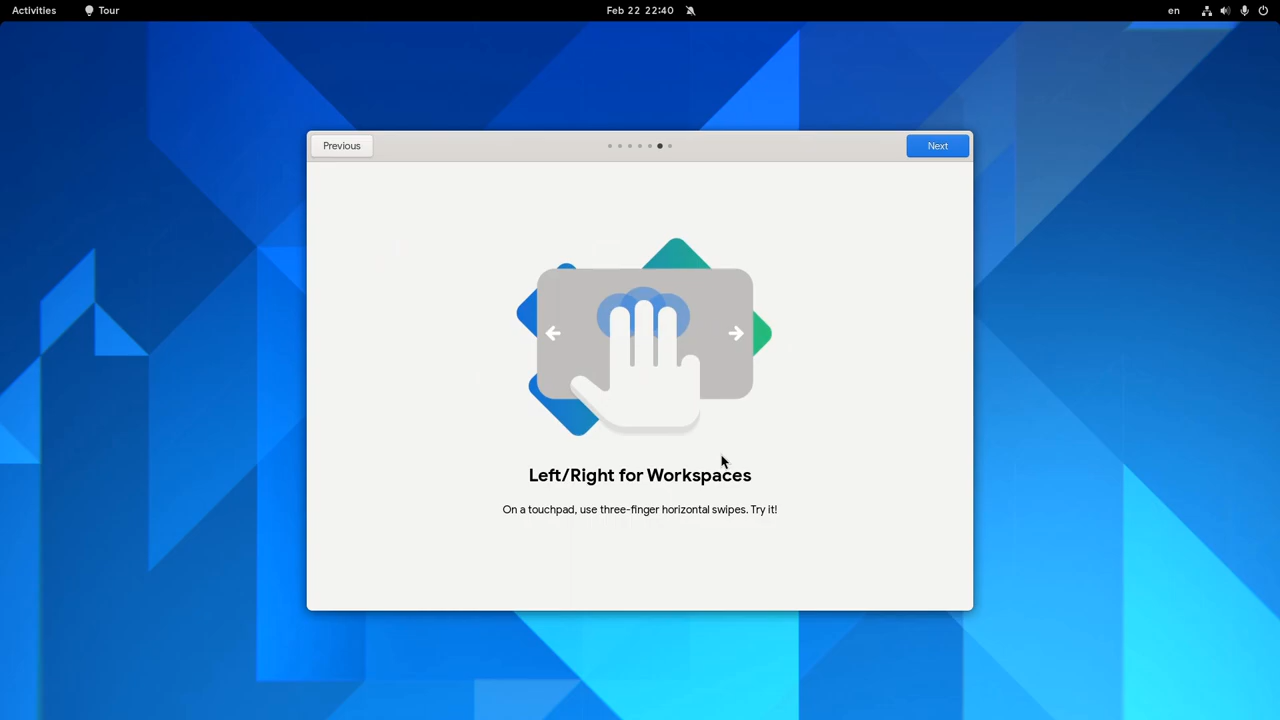 Activities Tour Feb 22 22:40 en
Previous Next
Left/Right for Workspaces
On a touchpad, use three-finger horizontal swipes. Try it!